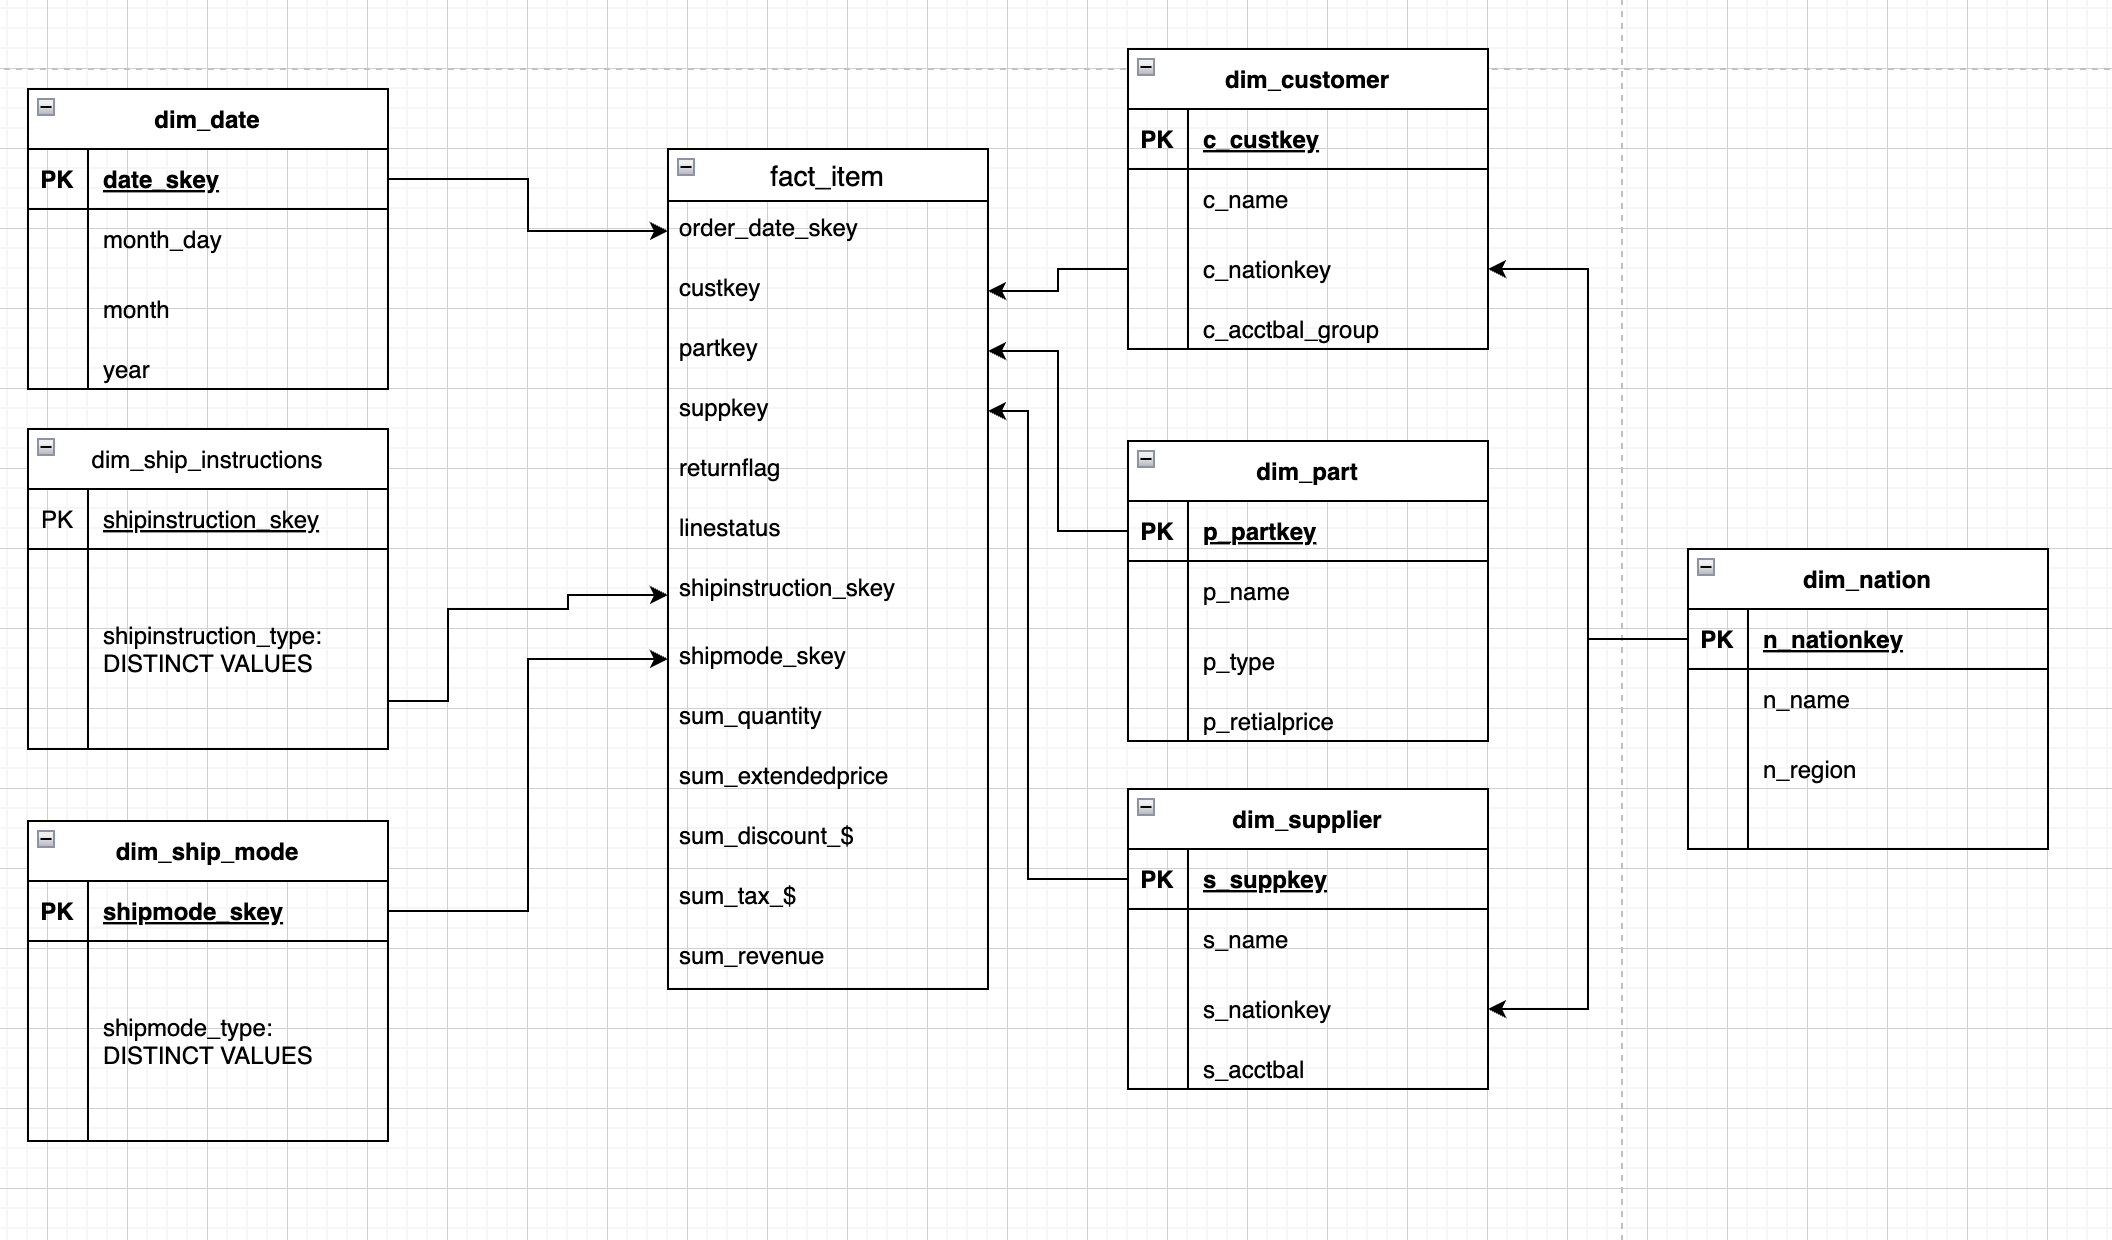 dim_date
PK date_skey
month_day
month
year
dim_ship_instructions
PK shipinstruction_skey
shipinstruction_type:
DISTINCT VALUES
dim_ship_mode
PK shipmode_skey
shipmode_type:
DISTINCT VALUES
fact_item
order_date_skey
custkey
partkey
suppkey
returnflag
linestatus
shipinstruction_skey
shipmode_skey
sum_quantity
sum_extendedprice
sum_discount_$
sum_tax_$
sum_revenue
dim_customer
PK c_custkey
c_name
c_nationkey
c_acctbal_group
dim_part
PK p_partkey
p_name
p_type
p_retialprice
dim_supplier
PK s_suppkey
s_name
s_nationkey
s_acctbal
dim_nation
PK n_nationkey
n_name
n_region